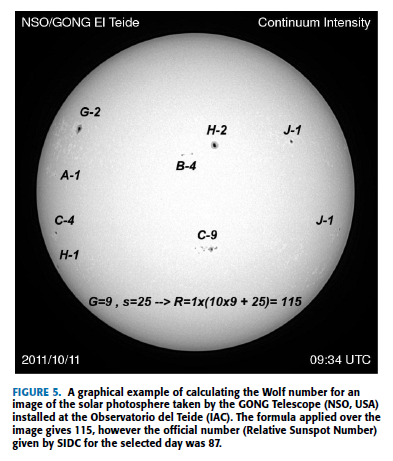 NSO/GONG El Teide
Continuum Intensity
G-2
H-2
J-1
B-4
A-1
C-4
J-1
C-9
H-1
G=9 , s=25 --> R=1x(10x9 + 25)= 115
2011/10/11
09:34 UTC
FIGURE 5. A graphical example of calculating the Wolf number for an
image of the solar photosphere taken by the GONG Telescope (NSO, USA)
installed at the Observatorio del Teide (IAC). The formula applied over the
image gives 115, however the official number (Relative Sunspot Number)
given by SIDC for the selected day was 87.